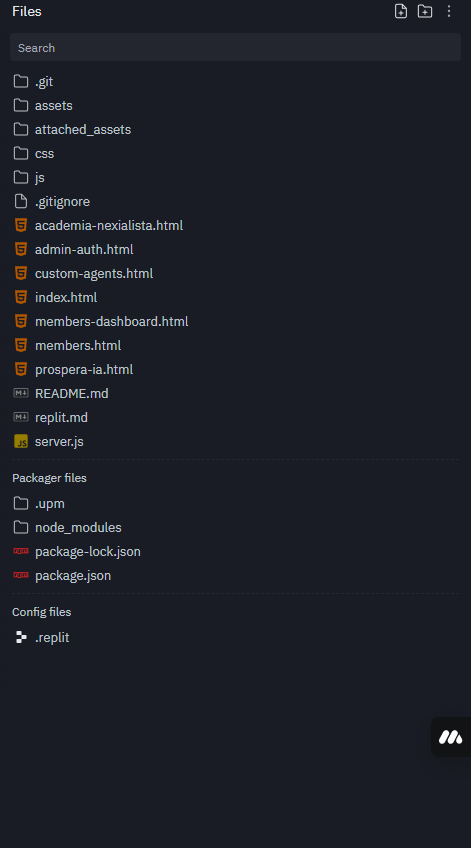 Files
Search
.git
assets
attached_assets
css
js
.gitignore
academia-nexialista.html
admin-auth.html
custom-agents.html
index.html
members-dashboard.html
members.html
prospera-ia.html
README.md
replit.md
server.js
Packager files
.upm
node_modules
package-lock.json
package.json
Config files
.replit